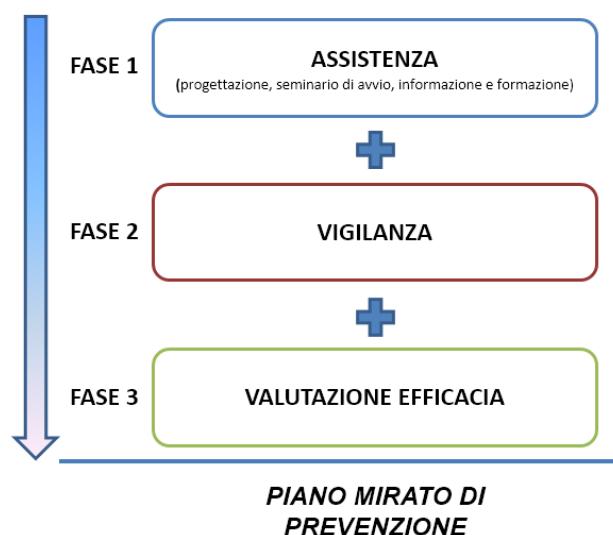 FASE 1
ASSISTENZA
(progettazione, seminario di avvio, informazione e formazione)
FASE 2
VIGILANZA
FASE 3
VALUTAZIONE EFFICACIA
PIANO MIRATO DI
PREVENZIONE